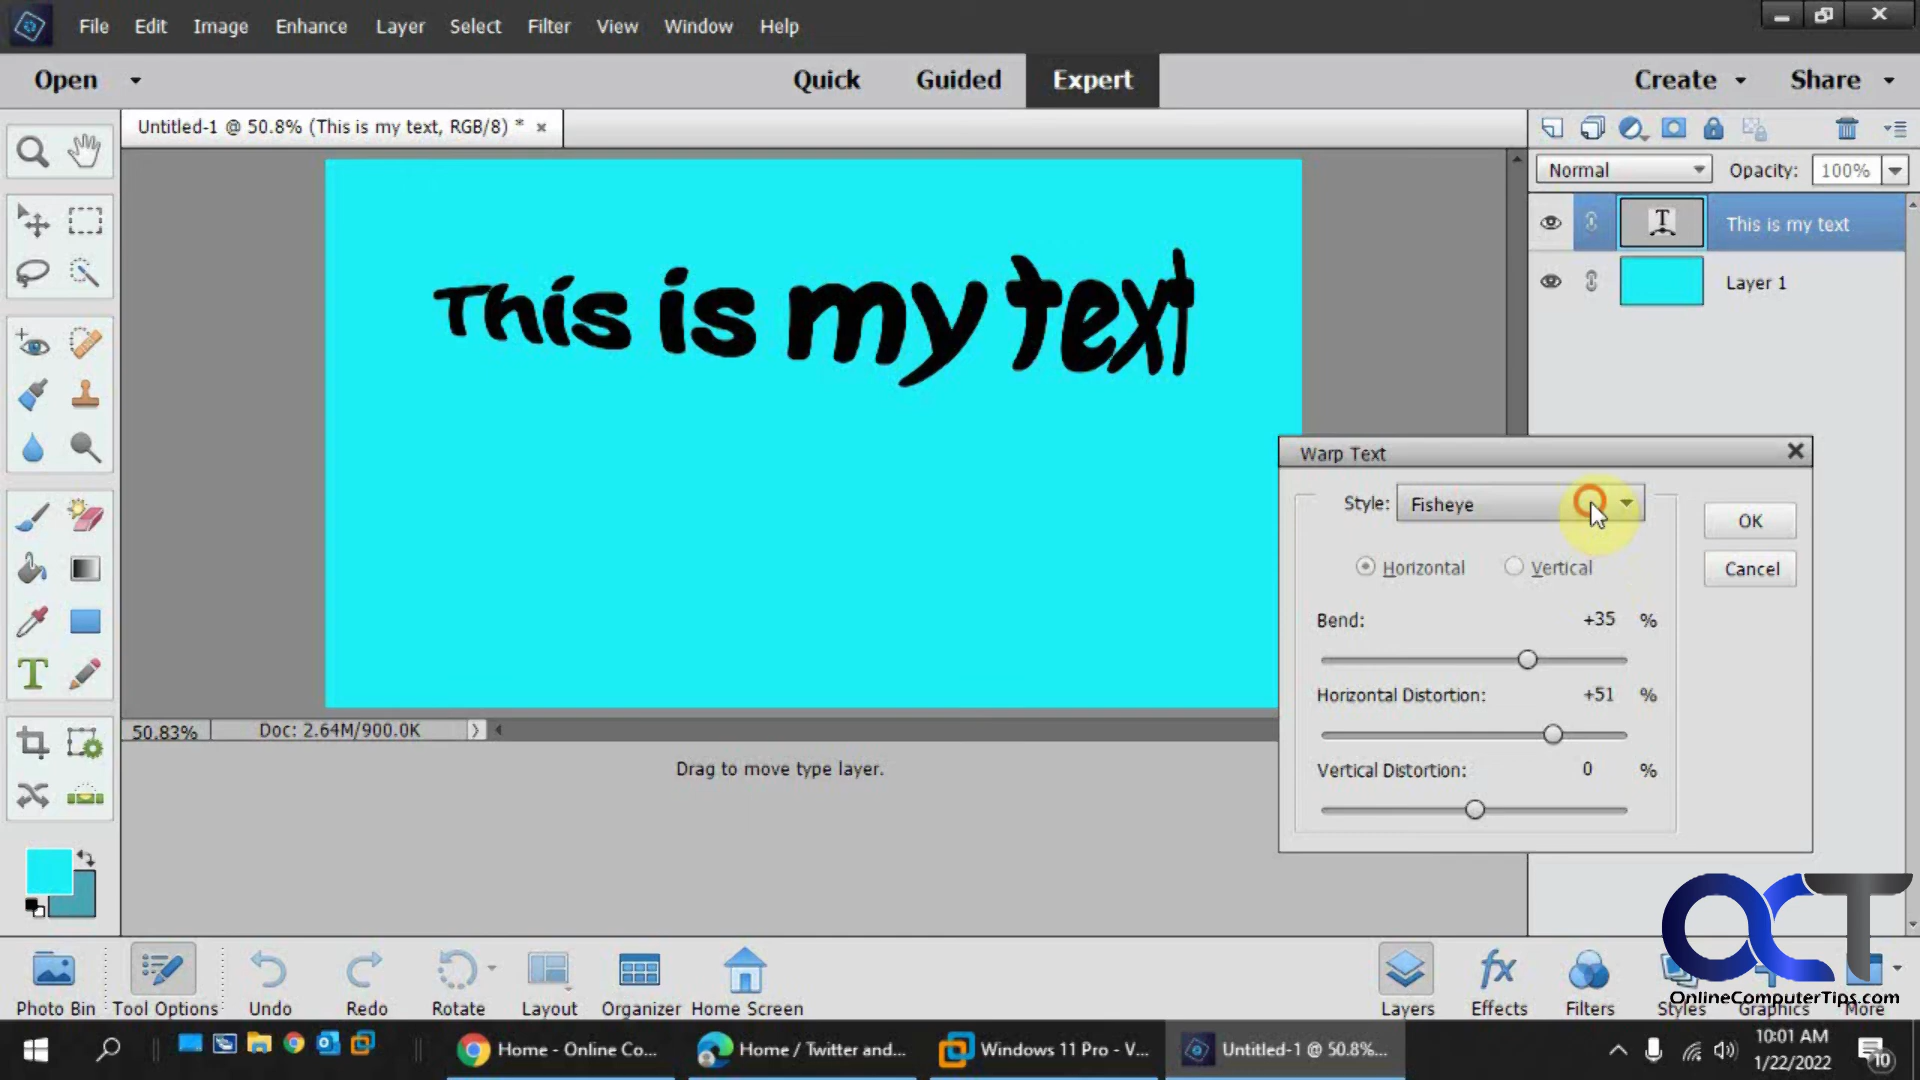 File Edit Image Enhance Layer Select Filter View Window Help
Open Quick Guided Expert Create Share
Untitled-1 @ 50.8% (This is my text, RGB/8) * ×
Normal Opacity: 100%
T This is my text
Layer 1
This is my text
Warp Text
Style: Fisheye
OK
Horizontal Vertical
Cancel
Bend: +35 %
Horizontal Distortion: +51 %
Vertical Distortion: 0 %
T
50.83% Doc: 2.64M/900.0K
Drag to move type layer.
OCT
OnlineComputerTips.com
fx
Photo Bin Tool Options Undo Redo Rotate Layout Organizer Home Screen Layers Effects Filters Styles Graphics More
Home - Online Co... Home / Twitter and... Windows 11 Pro - V... Untitled-1 @ 50.8%...
10:01 AM
1/22/2022
10